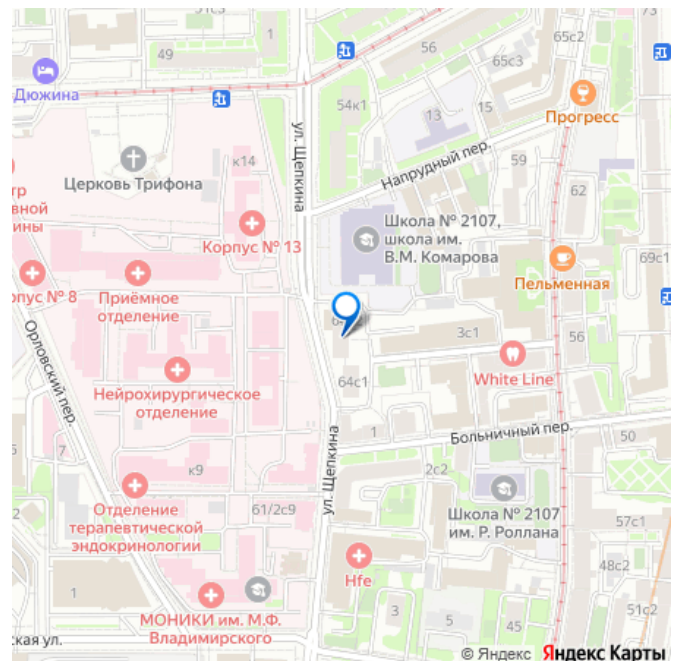 51с3
1
49
Дюжина
56
65с3
65с2
73
54к1
13
15
Прогресс
ул. Щепкина
Напрудный пер.
59
62
к14
Церковь Трифона
Корпус № 13
Школа № 2107,
школа им.
В.М. Комарова
69с1
Пельменная
Приёмное
отделение
3с1
56
White Line
Орловский пер.
Нейрохирургическое
отделение
64с1
1
Больничный пер.
50
7
к9
ул. Щепкина
2с2
Отделение
терапевтической
эндокринологии
61/2с9
Школа № 2107
им. Р. Роллана
57с1
Hfe
48с2
1
МОНИКИ им. М.Ф.
Владимирского
3
5
45
51с2
© Яндекс Яндекс Карты